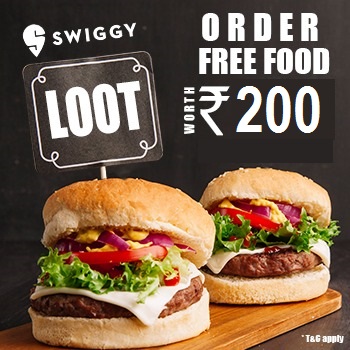 SWIGGY
LOOT
ORDER
FREE FOOD
WORTH ₹ 200
*T&G apply